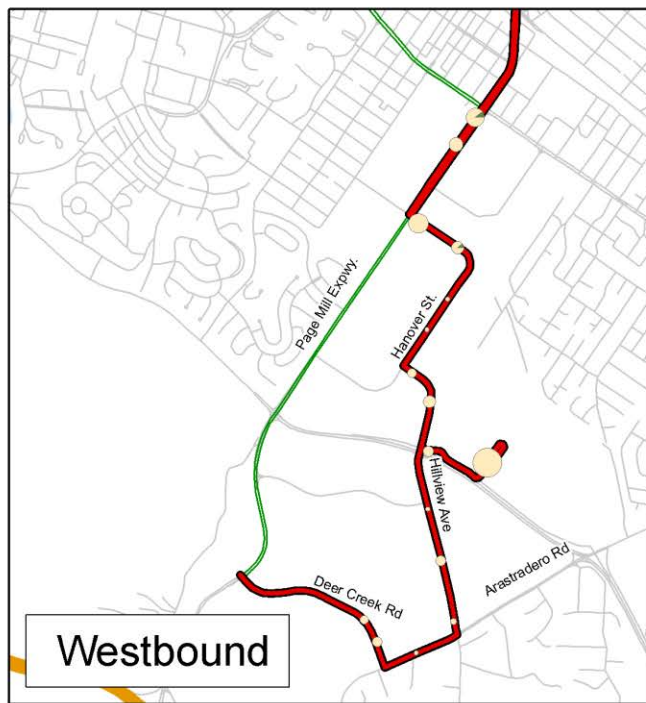 Page Mill Expwy.
Hanover St.
Hillview Ave
Arastradero Rd
Deer Creek Rd
Westbound